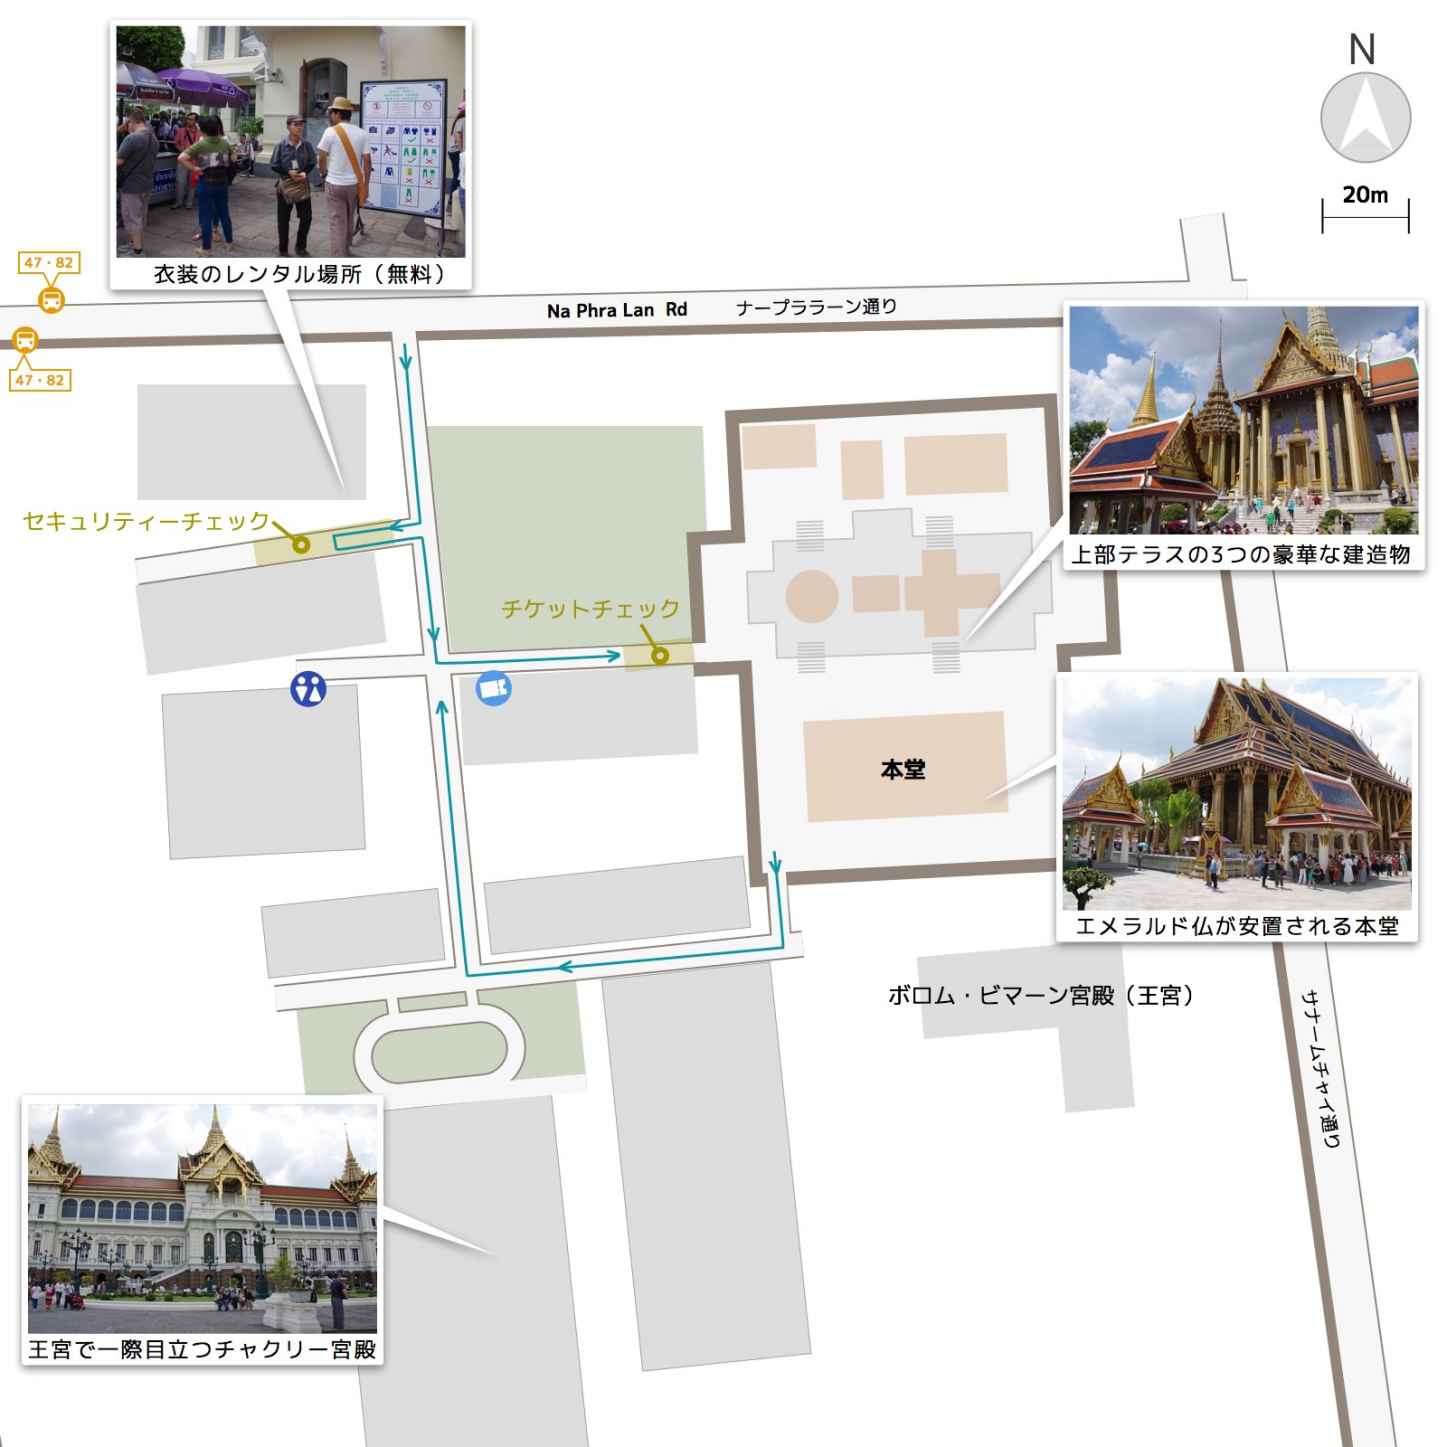 N
20m
衣装のレンタル場所（無料）
47・82
Na Phra Lan Rd ナープララーン通り
47・82
セキュリティーチェック
上部テラスの3つの豪華な建造物
チケットチェック
本堂
エメラルド仏が安置される本堂
ボロム・ビマーン宮殿（王宮）
サナームチャイ通り
王宮で一際目立つチャクリー宮殿